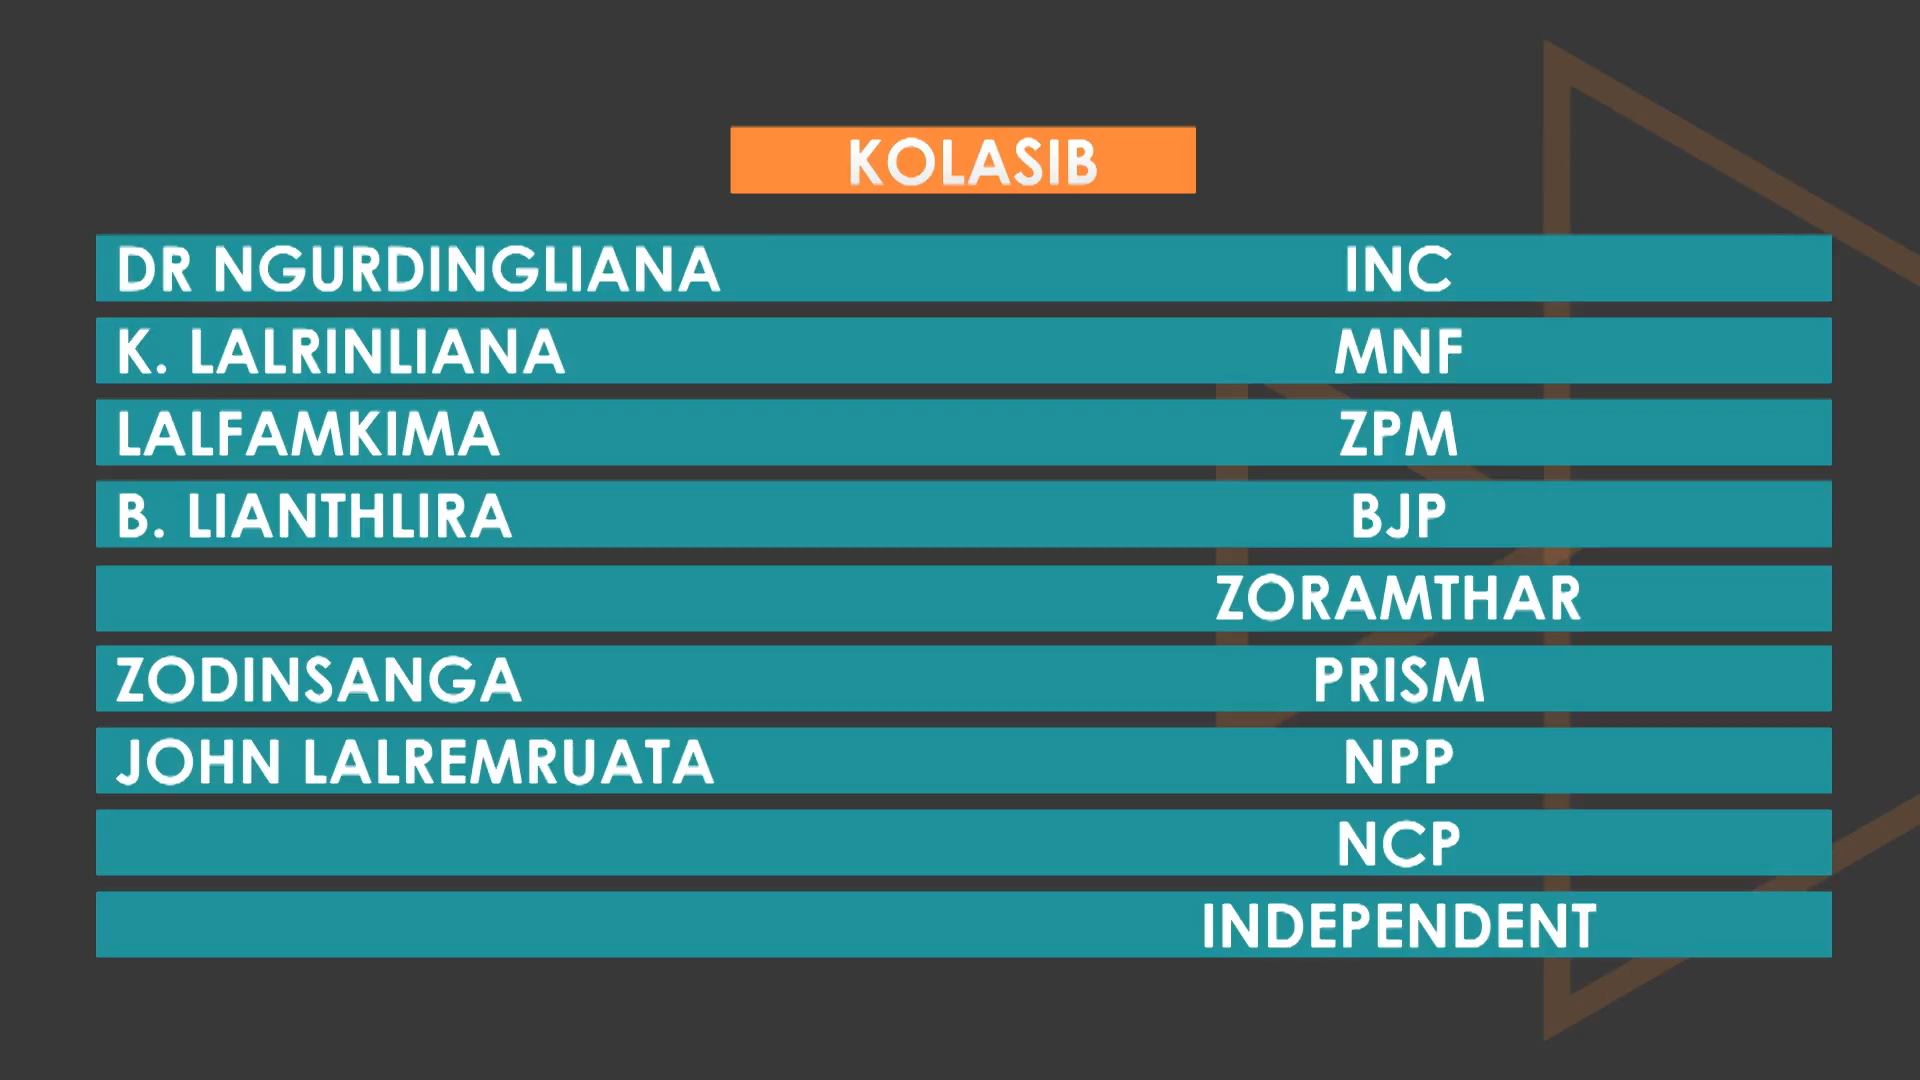 KOLASIB
DR NGURDINGLIANA INC
K. LALRINLIANA MNF
LALFAMKIMA ZPM
B. LIANTHLIRA BJP
ZORAMTHAR
ZODINSANGA PRISM
JOHN LALREMRUATA NPP
NCP
INDEPENDENT